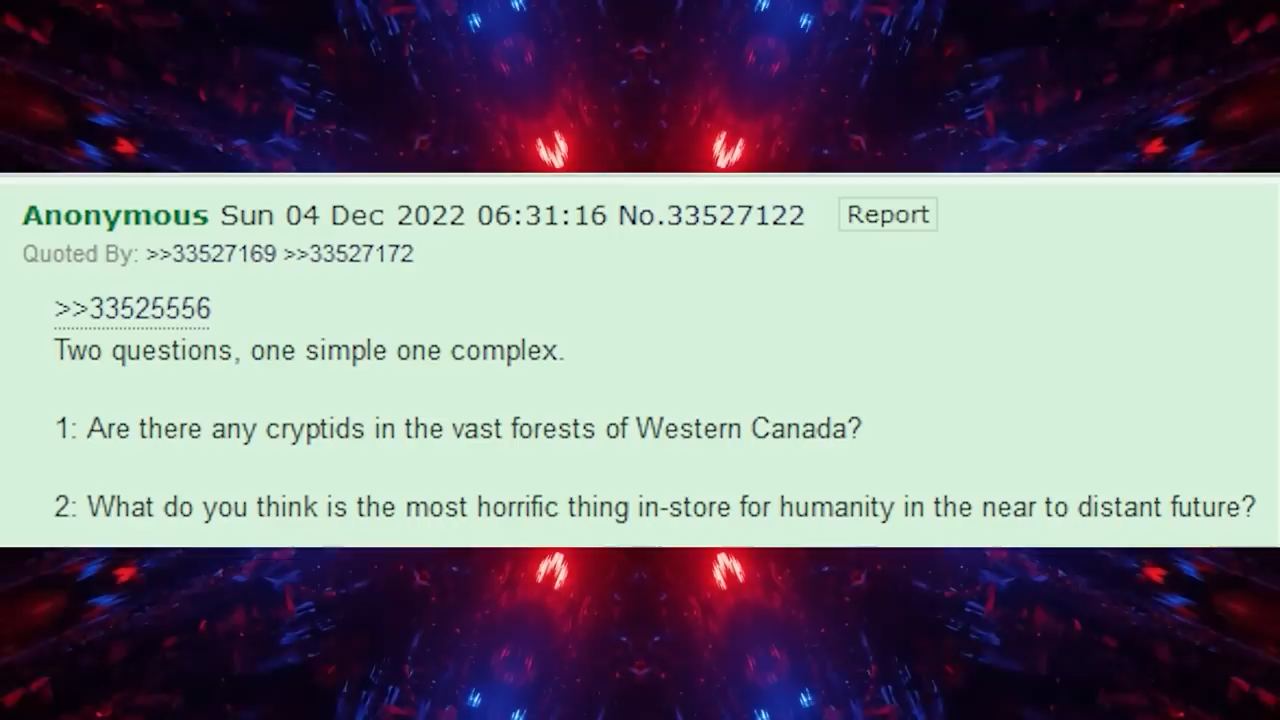 Anonymous Sun 04 Dec 2022 06:31:16 No.33527122 Report
Quoted By: >>33527169 >>33527172
>>33525556
Two questions, one simple one complex.
1: Are there any cryptids in the vast forests of Western Canada?
2: What do you think is the most horrific thing in-store for humanity in the near to distant future?